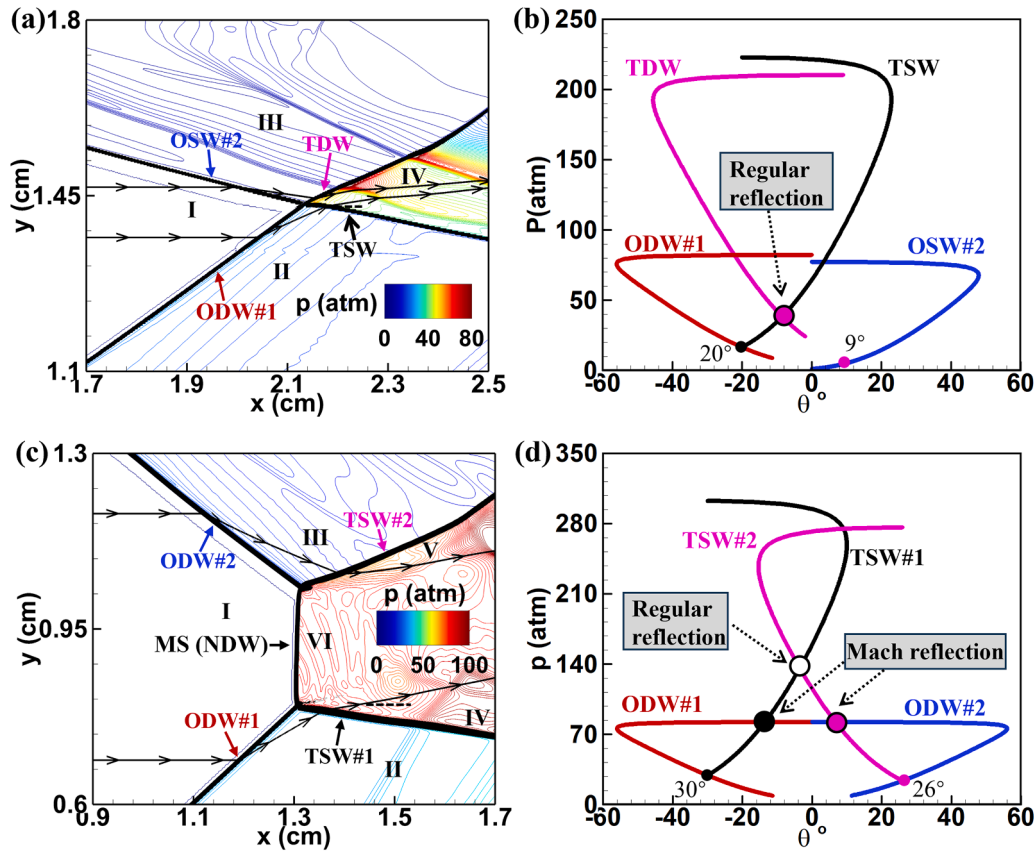 (a)
1.8
1.45
1.1
y (cm)
1.7
1.9
2.1
2.3
2.5
x (cm)
III
OSW#2
TDW
I
IV
TSW
II
ODW#1
p (atm)
0
40
80
(b)
250
200
150
100
50
0
P(atm)
-60
-40
-20
0
20
40
60
θ°
TDW
TSW
Regular
reflection
ODW#1
OSW#2
20°
9°
(c)
1.3
0.95
0.6
y (cm)
0.9
1.1
1.3
1.5
1.7
x (cm)
ODW#2
III
TSW#2
V
I
p (atm)
0
50
100
MS (NDW)
VI
ODW#1
TSW#1
IV
II
(d)
350
280
210
140
70
0
p (atm)
-60
-40
-20
0
20
40
60
θ°
TSW#2
TSW#1
Regular
reflection
Mach reflection
ODW#1
ODW#2
30°
26°